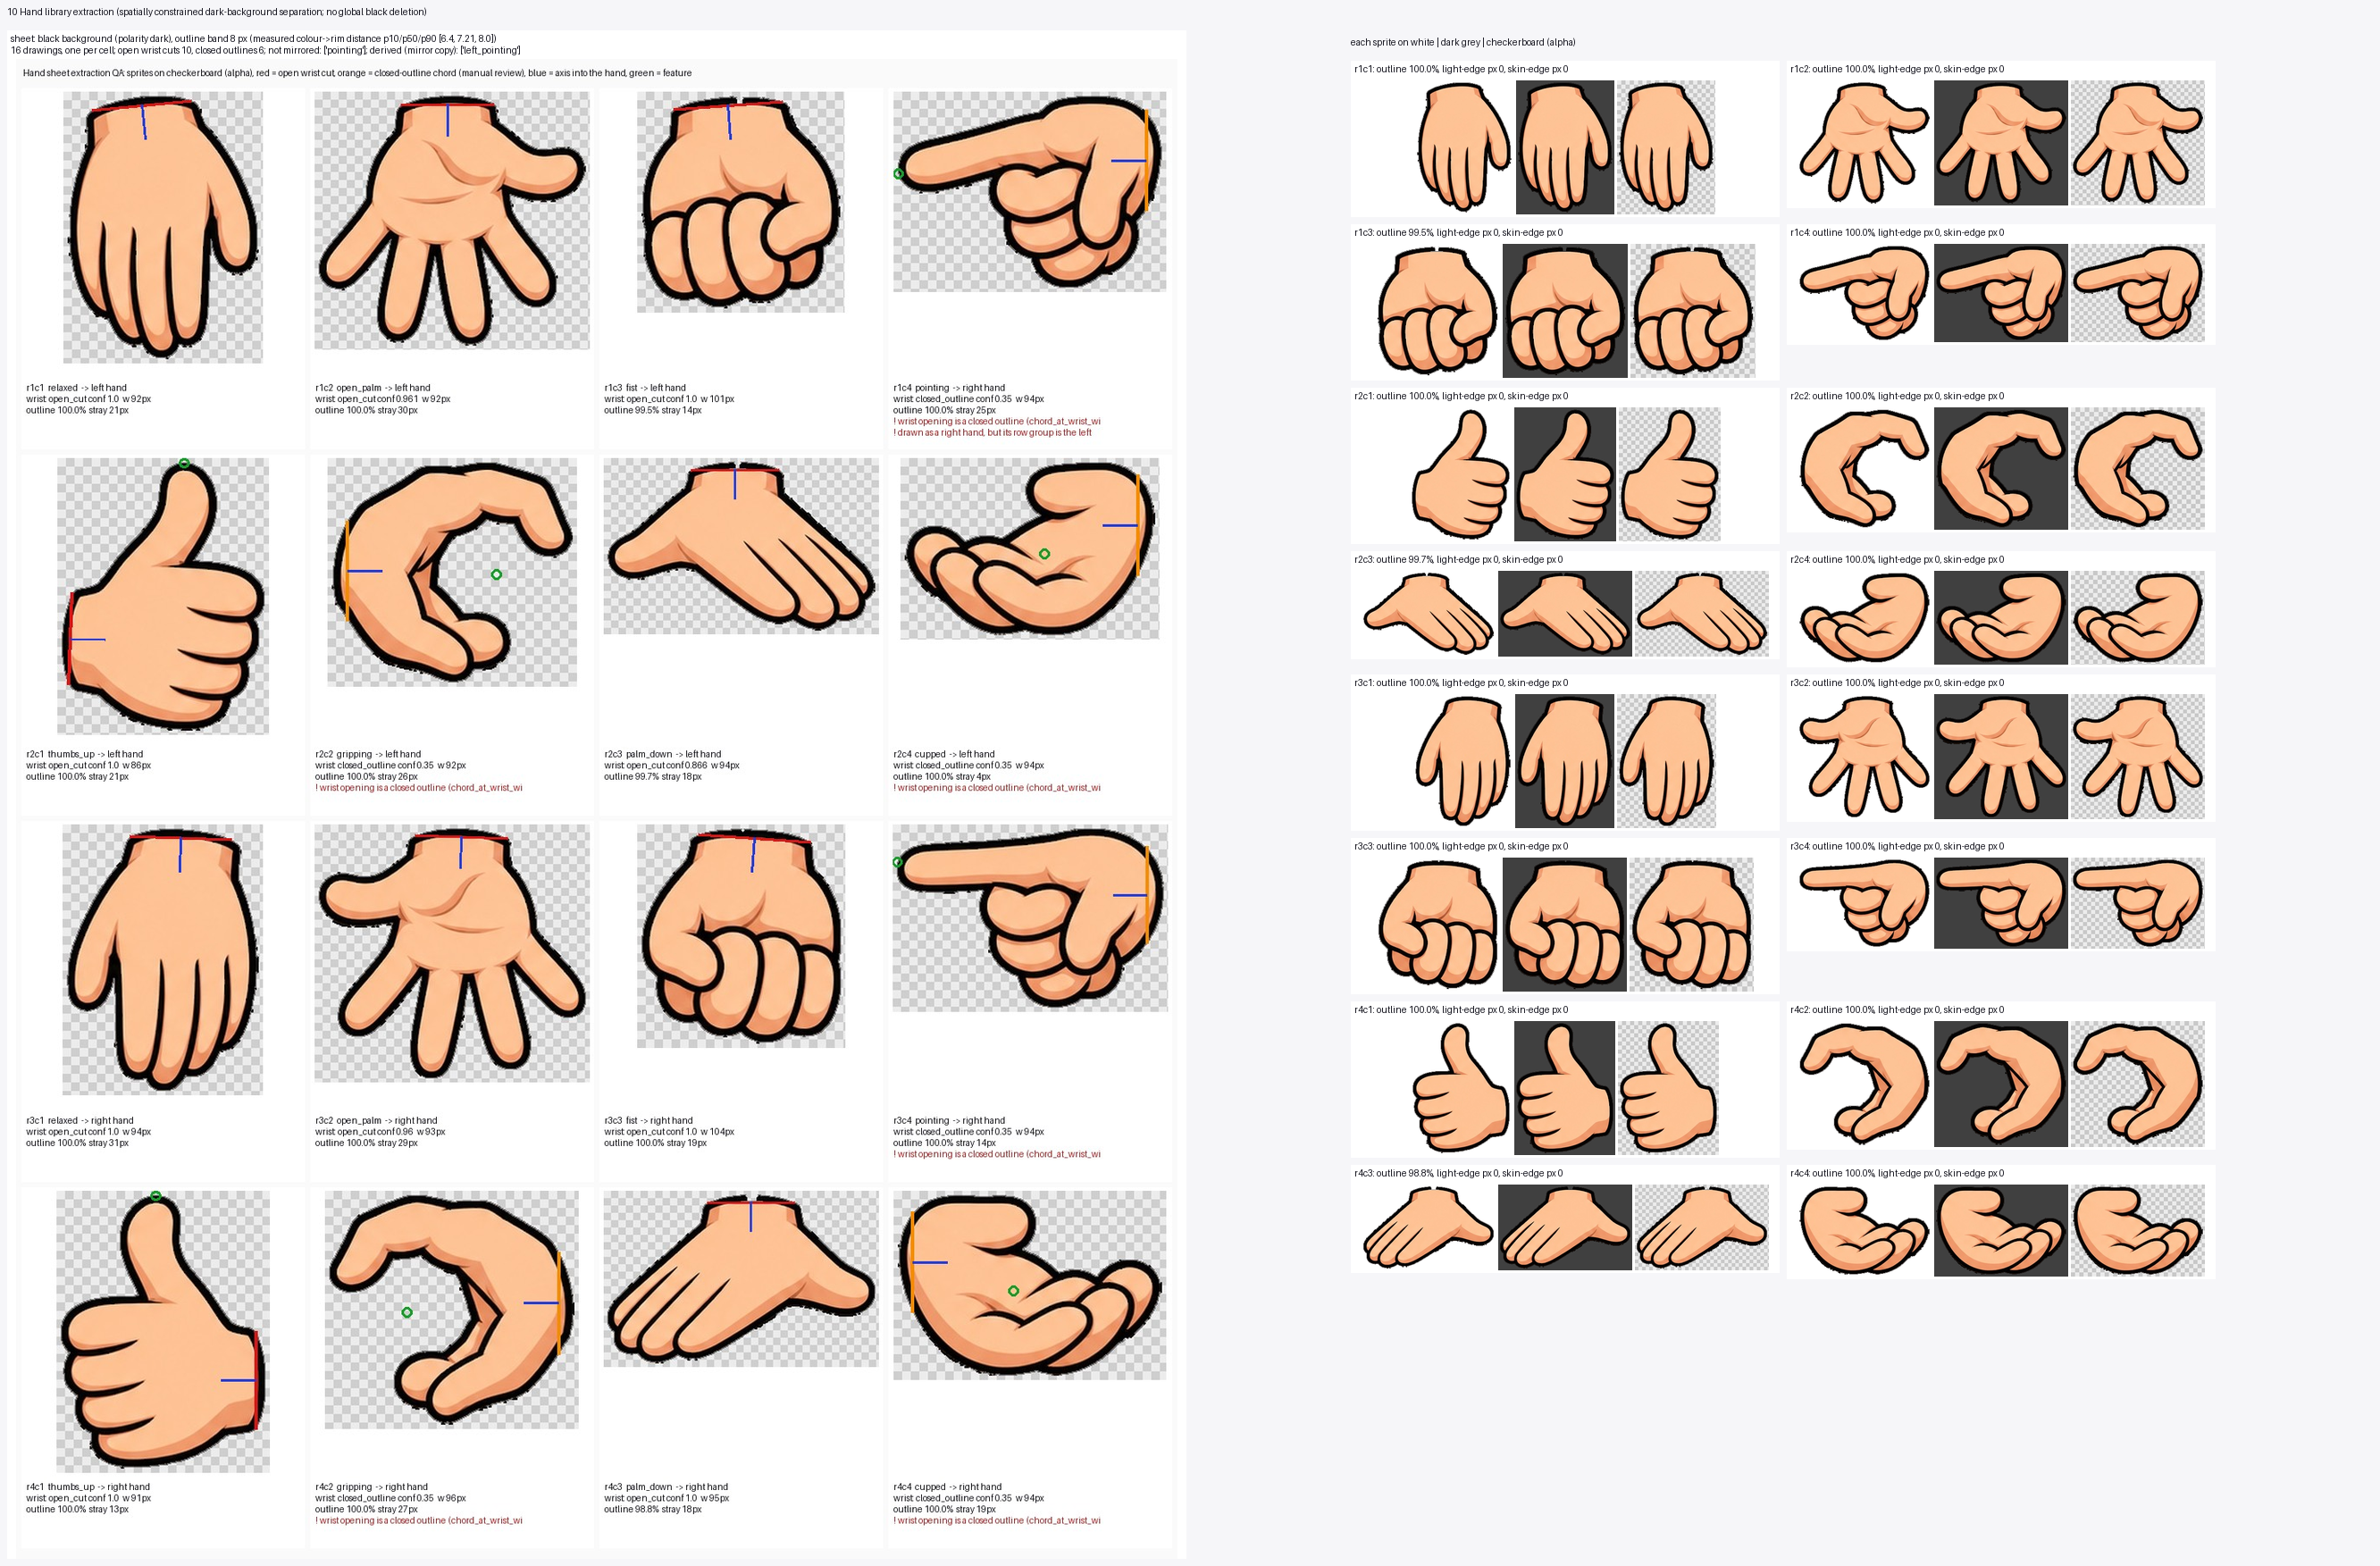 10 Hand library extraction (spatially constrained dark-background separation; no global black deletion)
sheet: black background (polarity dark), outline band 8 px (measured colour->rim distance p10/p50/p90 [6.4, 7.21, 8.0])
16 drawings, one per cell; open wrist cuts 10, closed outlines 6; not mirrored: ['pointing']; derived (mirror copy): ['left_pointing']
Hand sheet extraction QA: sprites on checkerboard (alpha), red = open wrist cut, orange = closed-outline chord (manual review), blue = axis into the hand, green = feature
r1c1 relaxed -> left hand
wrist open_cut conf 1.0 w 92px
outline 100.0% stray 21px
r1c2 open_palm -> left hand
wrist open_cut conf 0.961 w 92px
outline 100.0% stray 30px
r1c3 fist -> left hand
wrist open_cut conf 1.0 w 101px
outline 99.5% stray 14px
r1c4 pointing -> right hand
wrist closed_outline conf 0.35 w 94px
outline 100.0% stray 25px
! wrist opening is a closed outline (chord_at_wrist_wi
! drawn as a right hand, but its row group is the left
r2c1 thumbs_up -> left hand
wrist open_cut conf 1.0 w 86px
outline 100.0% stray 21px
r2c2 gripping -> left hand
wrist closed_outline conf 0.35 w 92px
outline 100.0% stray 26px
! wrist opening is a closed outline (chord_at_wrist_wi
r2c3 palm_down -> left hand
wrist open_cut conf 0.866 w 94px
outline 99.7% stray 18px
r2c4 cupped -> left hand
wrist closed_outline conf 0.35 w 94px
outline 100.0% stray 4px
! wrist opening is a closed outline (chord_at_wrist_wi
r3c1 relaxed -> right hand
wrist open_cut conf 1.0 w 94px
outline 100.0% stray 31px
r3c2 open_palm -> right hand
wrist open_cut conf 0.96 w 93px
outline 100.0% stray 29px
r3c3 fist -> right hand
wrist open_cut conf 1.0 w 104px
outline 100.0% stray 19px
r3c4 pointing -> right hand
wrist closed_outline conf 0.35 w 94px
outline 100.0% stray 14px
! wrist opening is a closed outline (chord_at_wrist_wi
r4c1 thumbs_up -> right hand
wrist open_cut conf 1.0 w 91px
outline 100.0% stray 13px
r4c2 gripping -> right hand
wrist closed_outline conf 0.35 w 96px
outline 100.0% stray 27px
! wrist opening is a closed outline (chord_at_wrist_wi
r4c3 palm_down -> right hand
wrist open_cut conf 1.0 w 95px
outline 98.8% stray 18px
r4c4 cupped -> right hand
wrist closed_outline conf 0.35 w 94px
outline 100.0% stray 19px
! wrist opening is a closed outline (chord_at_wrist_wi
each sprite on white | dark grey | checkerboard (alpha)
r1c1: outline 100.0%, light-edge px 0, skin-edge px 0
r1c2: outline 100.0%, light-edge px 0, skin-edge px 0
r1c3: outline 99.5%, light-edge px 0, skin-edge px 0
r1c4: outline 100.0%, light-edge px 0, skin-edge px 0
r2c1: outline 100.0%, light-edge px 0, skin-edge px 0
r2c2: outline 100.0%, light-edge px 0, skin-edge px 0
r2c3: outline 99.7%, light-edge px 0, skin-edge px 0
r2c4: outline 100.0%, light-edge px 0, skin-edge px 0
r3c1: outline 100.0%, light-edge px 0, skin-edge px 0
r3c2: outline 100.0%, light-edge px 0, skin-edge px 0
r3c3: outline 100.0%, light-edge px 0, skin-edge px 0
r3c4: outline 100.0%, light-edge px 0, skin-edge px 0
r4c1: outline 100.0%, light-edge px 0, skin-edge px 0
r4c2: outline 100.0%, light-edge px 0, skin-edge px 0
r4c3: outline 98.8%, light-edge px 0, skin-edge px 0
r4c4: outline 100.0%, light-edge px 0, skin-edge px 0